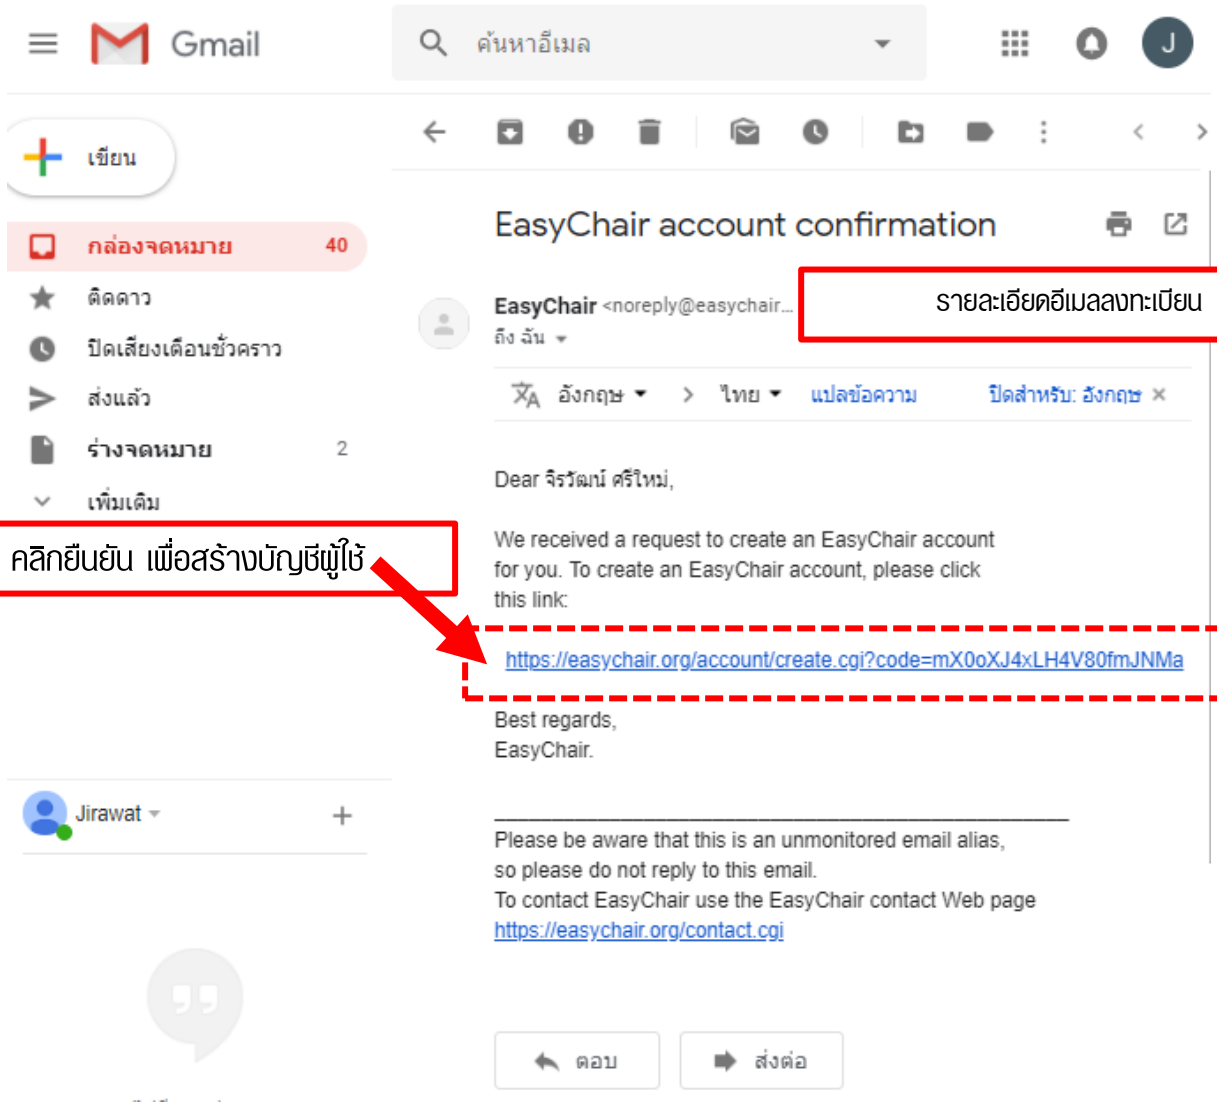 Gmail
ค้นหาอีเมล
J
เขียน
กล่องจดหมาย 40
ติดดาว
ปิดเสียงเตือนชั่วคราว
ส่งแล้ว
ร่างจดหมาย 2
เพิ่มเติม
คลิกยืนยัน เพื่อสร้างบัญชีผู้ใช้
Jirawat
EasyChair account confirmation
EasyChair <noreply@easychair...
รายละเอียดอีเมลลงทะเบียน
ถึง ฉัน
อังกฤษ > ไทย แปลข้อความ ปิดสำหรับ: อังกฤษ ×
Dear จิรวัฒน์ ศรีใหม่,
We received a request to create an EasyChair account
for you. To create an EasyChair account, please click
this link:
https://easychair.org/account/create.cgi?code=mX0oXJ4xLH4V80fmJNMa
Best regards,
EasyChair.
Please be aware that this is an unmonitored email alias,
so please do not reply to this email.
To contact EasyChair use the EasyChair contact Web page
https://easychair.org/contact.cgi
ตอบ
ส่งต่อ